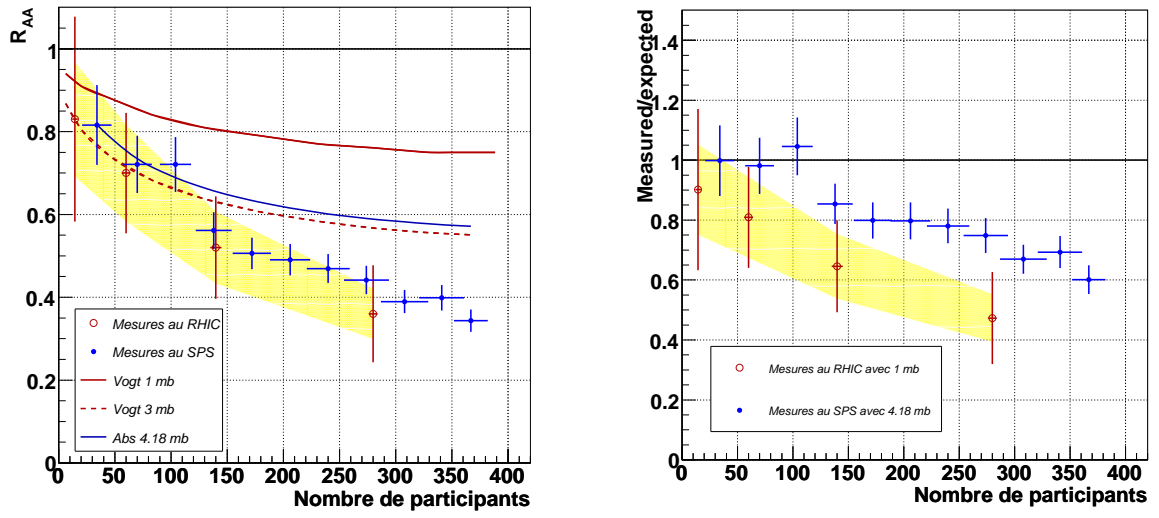 R_AA
1
0.8
0.6
0.4
0.2
0
Mesures au RHIC
Mesures au SPS
Vogt 1 mb
Vogt 3 mb
Abs 4.18 mb
0 50 100 150 200 250 300 350 400
Nombre de participants
Measured/expected
1.4
1.2
1
0.8
0.6
0.4
0.2
0
Mesures au RHIC avec 1 mb
Mesures au SPS avec 4.18 mb
0 50 100 150 200 250 300 350 400
Nombre de participants